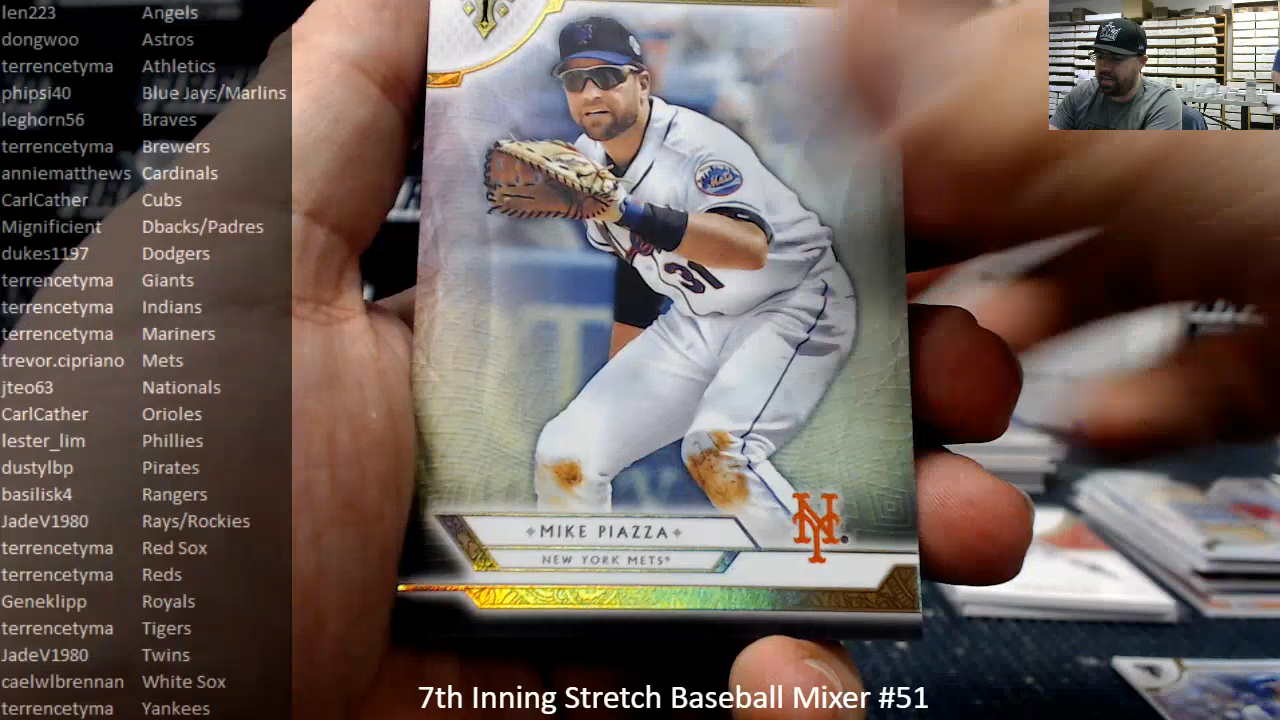 len223 Angels
dongwoo Astros
terrencetyma Athletics
phipsi40 Blue Jays/Marlins
leghorn56 Braves
terrencetyma Brewers
anniematthews Cardinals
CarlCather Cubs
Mignificient Dbacks/Padres
dukes1197 Dodgers
terrencetyma Giants
terrencetyma Indians
terrencetyma Mariners
trevor.cipriano Mets
jteo63 Nationals
CarlCather Orioles
lester_lim Phillies
dustylbp Pirates
basilisk4 Rangers
JadeV1980 Rays/Rockies
terrencetyma Red Sox
terrencetyma Reds
Geneklipp Royals
terrencetyma Tigers
JadeV1980 Twins
caelwlbrennan White Sox
terrencetyma Yankees
Mets
31
MIKE PIAZZA
NY
NEW YORK METS®
7th Inning Stretch Baseball Mixer #51